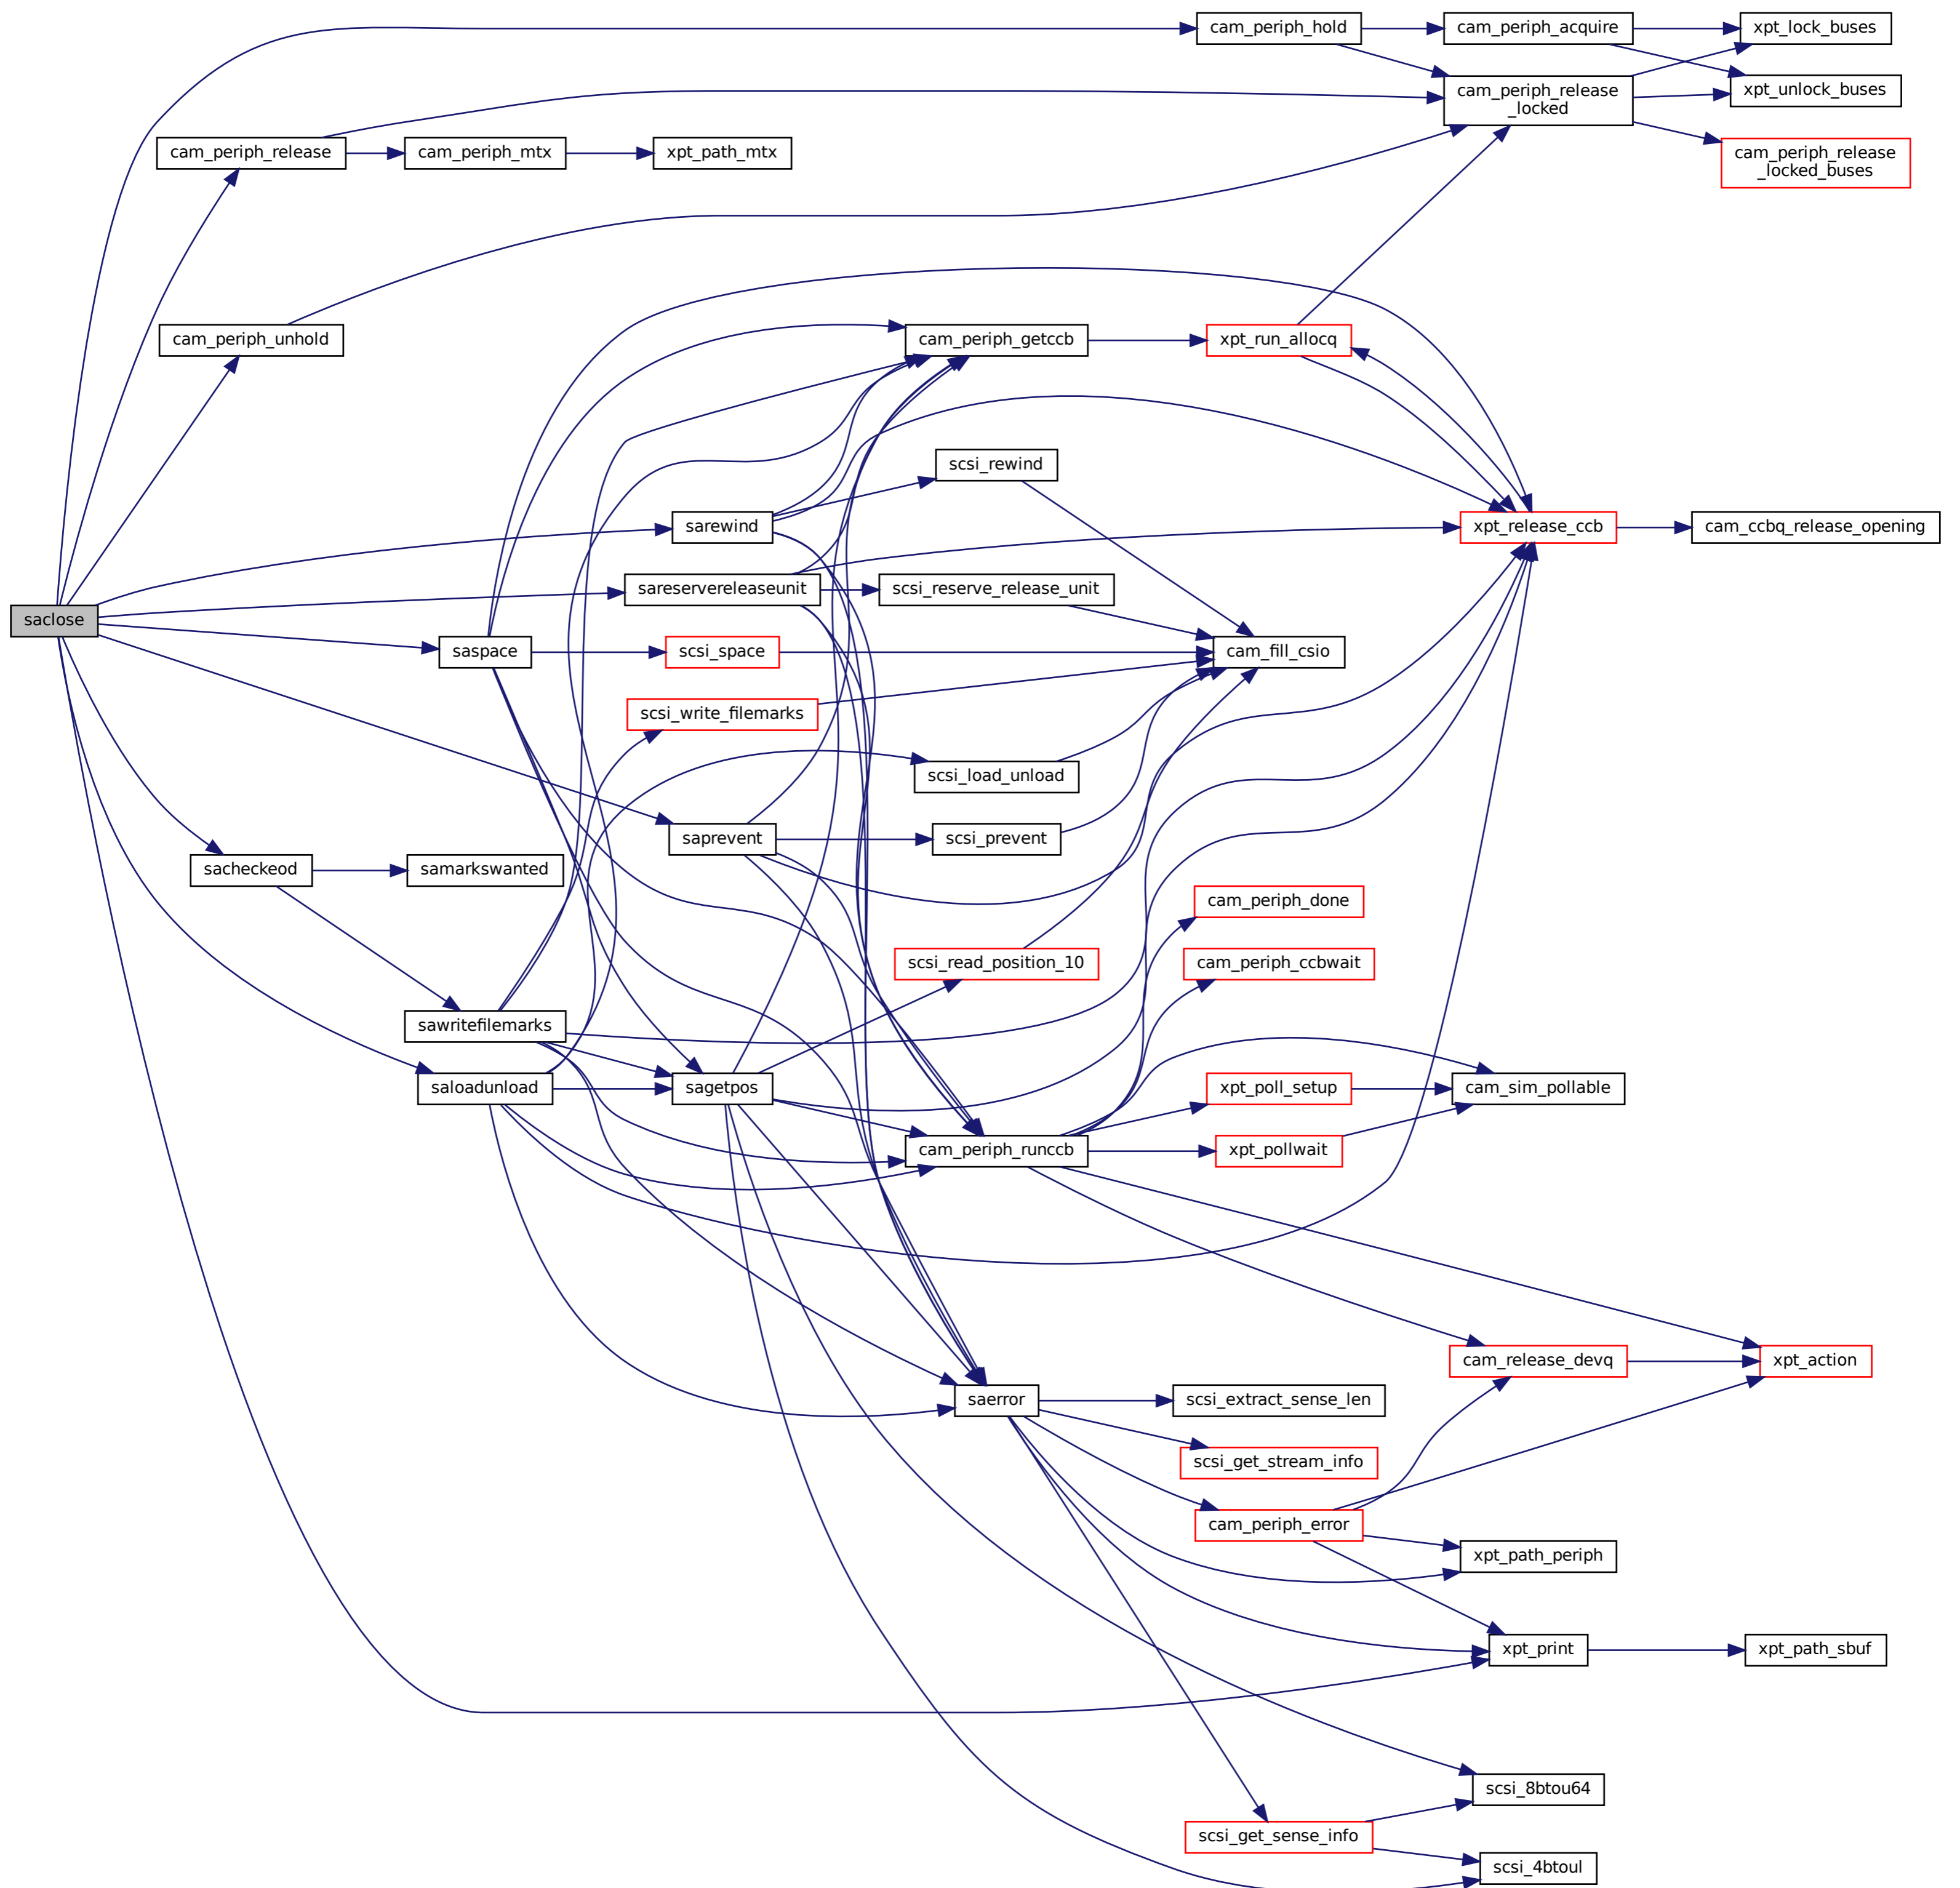 cam_periph_hold
cam_periph_acquire
xpt_lock_buses
xpt_unlock_buses
cam_periph_release
_locked
cam_periph_release
cam_periph_mtx
xpt_path_mtx
cam_periph_release
_locked_buses
cam_periph_unhold
cam_periph_getccb
xpt_run_allocq
scsi_rewind
sarewind
xpt_release_ccb
cam_ccbq_release_opening
sareservereleaseunit
scsi_reserve_release_unit
saclose
saspace
scsi_space
cam_fill_csio
scsi_write_filemarks
scsi_load_unload
saprevent
scsi_prevent
sacheckeod
samarkswanted
cam_periph_done
scsi_read_position_10
cam_periph_ccbwait
sawritefilemarks
saloadunload
sagetpos
xpt_poll_setup
cam_sim_pollable
cam_periph_runccb
xpt_pollwait
cam_release_devq
xpt_action
saerror
scsi_extract_sense_len
scsi_get_stream_info
cam_periph_error
xpt_path_periph
xpt_print
xpt_path_sbuf
scsi_8btou64
scsi_get_sense_info
scsi_4btoul